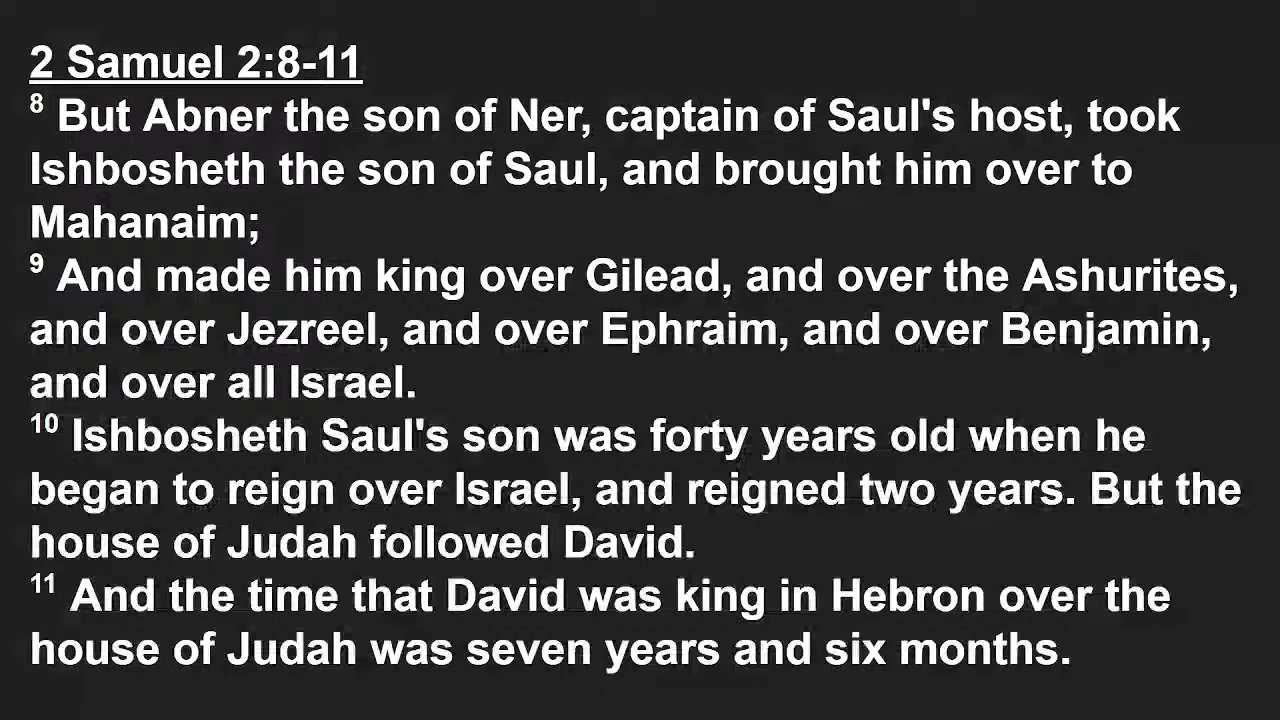 2 Samuel 2:8-11
8 But Abner the son of Ner, captain of Saul's host, took
Ishbosheth the son of Saul, and brought him over to
Mahanaim;
9 And made him king over Gilead, and over the Ashurites,
and over Jezreel, and over Ephraim, and over Benjamin,
and over all Israel.
10 Ishbosheth Saul's son was forty years old when he
began to reign over Israel, and reigned two years. But the
house of Judah followed David.
11 And the time that David was king in Hebron over the
house of Judah was seven years and six months.